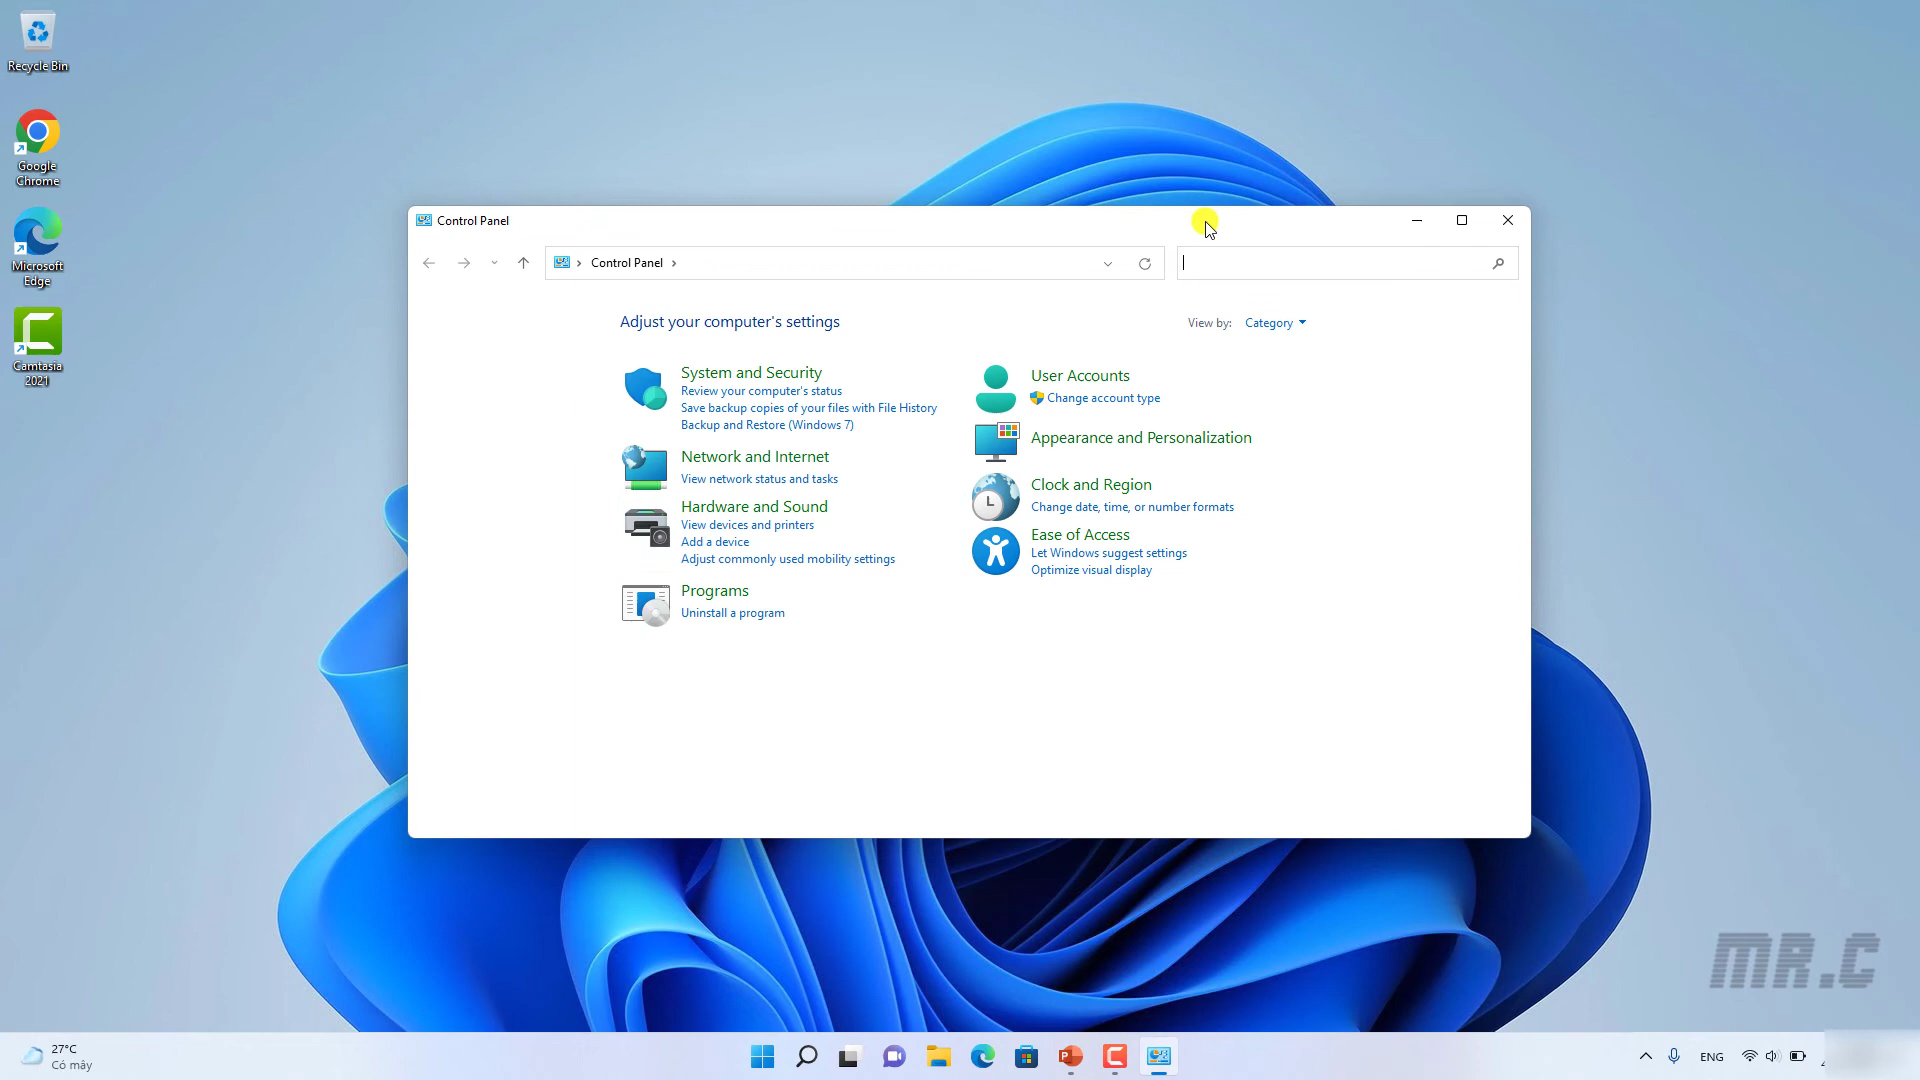 Recycle Bin
Google
Chrome
Microsoft
Edge
Camtasia
2021
Control Panel
Control Panel
Adjust your computer's settings
View by: Category
System and Security
Review your computer's status
Save backup copies of your files with File History
Backup and Restore (Windows 7)
Network and Internet
View network status and tasks
Hardware and Sound
View devices and printers
Add a device
Adjust commonly used mobility settings
Programs
Uninstall a program
User Accounts
Change account type
Appearance and Personalization
Clock and Region
Change date, time, or number formats
Ease of Access
Let Windows suggest settings
Optimize visual display
MR.C
27°C
Có mây
ENG